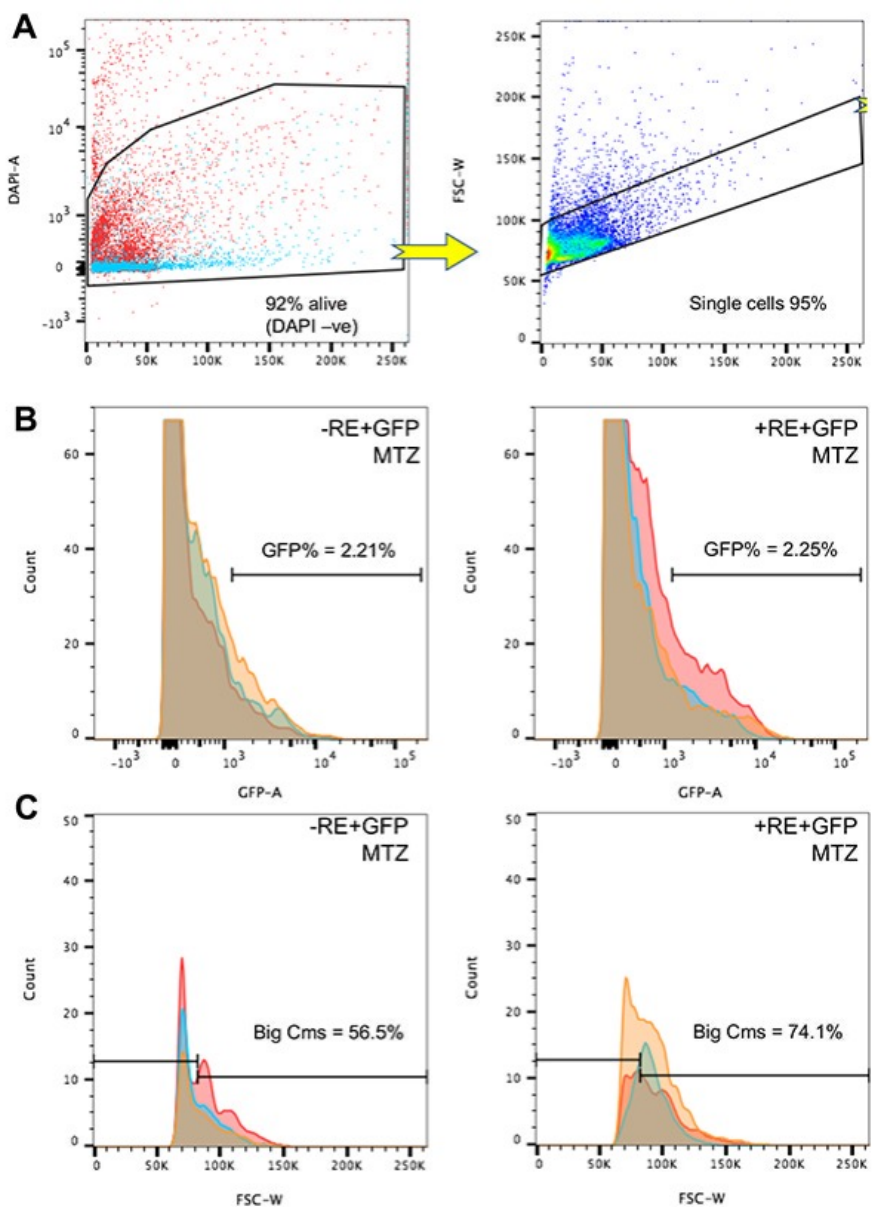 A
DAPI-A
10^5
10^4
10^3
0
-10^3
92% alive
(DAPI –ve)
0 50K 100K 150K 200K 250K
FSC-W
250K
200K
150K
100K
50K
0
Single cells 95%
0 50K 100K 150K 200K 250K
B
Count
60
40
20
0
-RE+GFP
MTZ
GFP% = 2.21%
-10^3 0 10^3 10^4 10^5
GFP-A
Count
60
40
20
0
+RE+GFP
MTZ
GFP% = 2.25%
-10^3 0 10^3 10^4 10^5
GFP-A
C
Count
50
40
30
20
10
0
-RE+GFP
MTZ
Big Cms = 56.5%
0 50K 100K 150K 200K 250K
FSC-W
Count
50
40
30
20
10
0
+RE+GFP
MTZ
Big Cms = 74.1%
0 50K 100K 150K 200K 250K
FSC-W